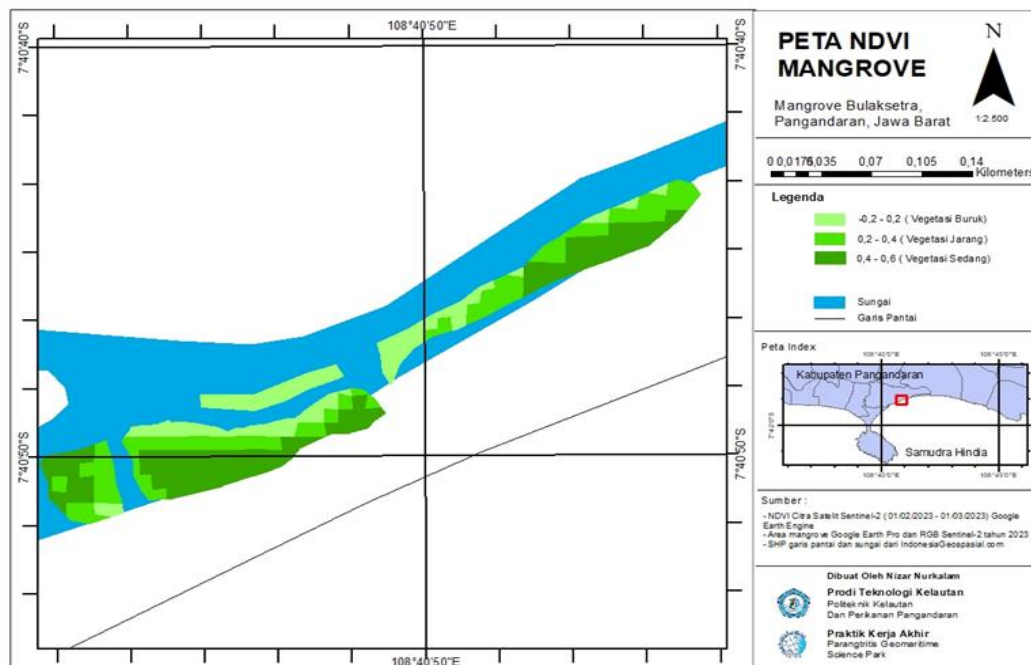 108°40'50"E
7°40'40"S
7°40'40"S
7°40'50"S
7°40'50"S
108°40'50"E
PETA NDVI
MANGROVE
N
Mangrove Bulaksetra,
Pangandaran, Jawa Barat
1:2.500
0,035 0,07 0,105 0,14
Kilometers
Legenda
-0,2 - 0,2 ( Vegetasi Buruk)
0,2 - 0,4 ( Vegetasi Jarang)
0,4 - 0,6 ( Vegetasi Sedang)
Sungai
Garis Pantai
Peta Index
108°40'0"E
Kabupaten Pangandaran
Samudra Hindia
108°40'0"E
Sumber :
- NDVI Citra Satelit Sentinel-2 ( 01/02/2023 - 01/03/2023) Google
Earth Engine
- Area mangrove Google Earth Pro dan RGB Sentinel-2 tahun 2023
- SHP garis pantai dan sungai dari IndonesiaGeospasial.com
Dibuat Oleh Nizar Nurkalam
Prodi Teknologi Kelautan
Politeknik Kelautan
Dan Perikanan Pangandaran
Praktik Kerja Akhir
Parangtritis Geomaritime
Science Park